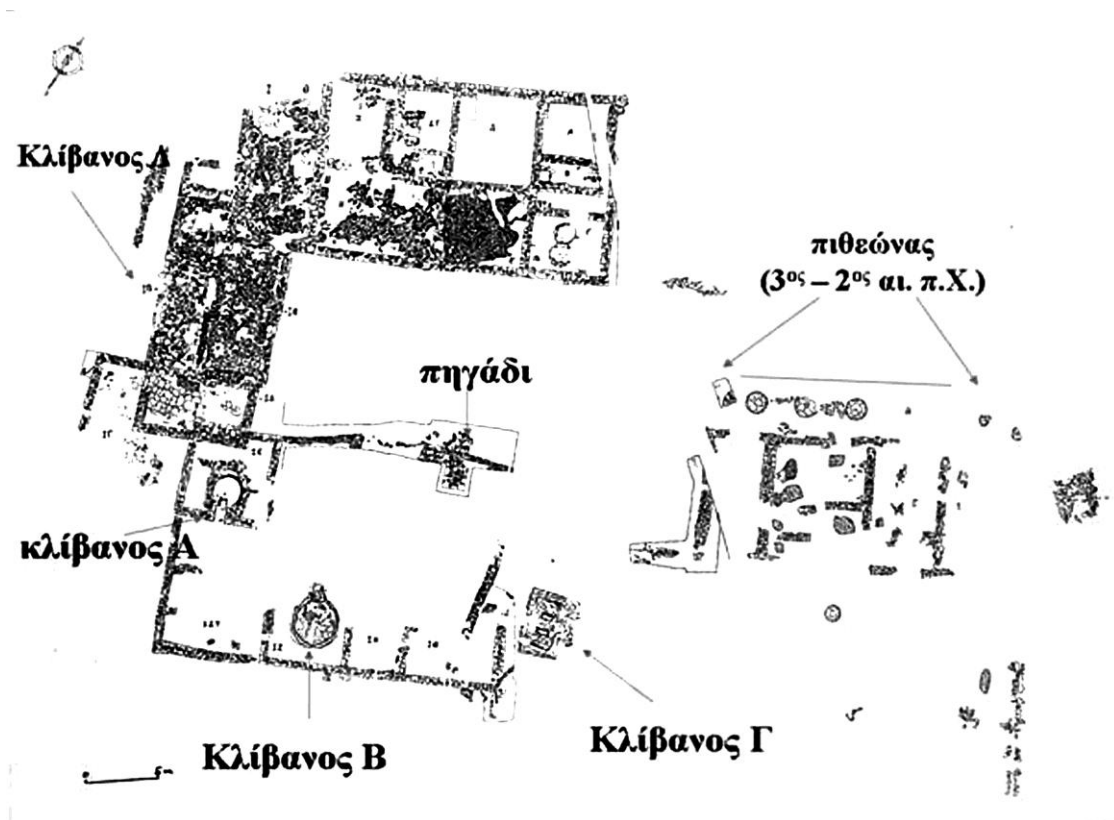 Κλίβανος Δ
πιθεώνας
(3ος – 2ος αι. π.Χ.)
πηγάδι
κλίβανος Α
Κλίβανος Β
Κλίβανος Γ